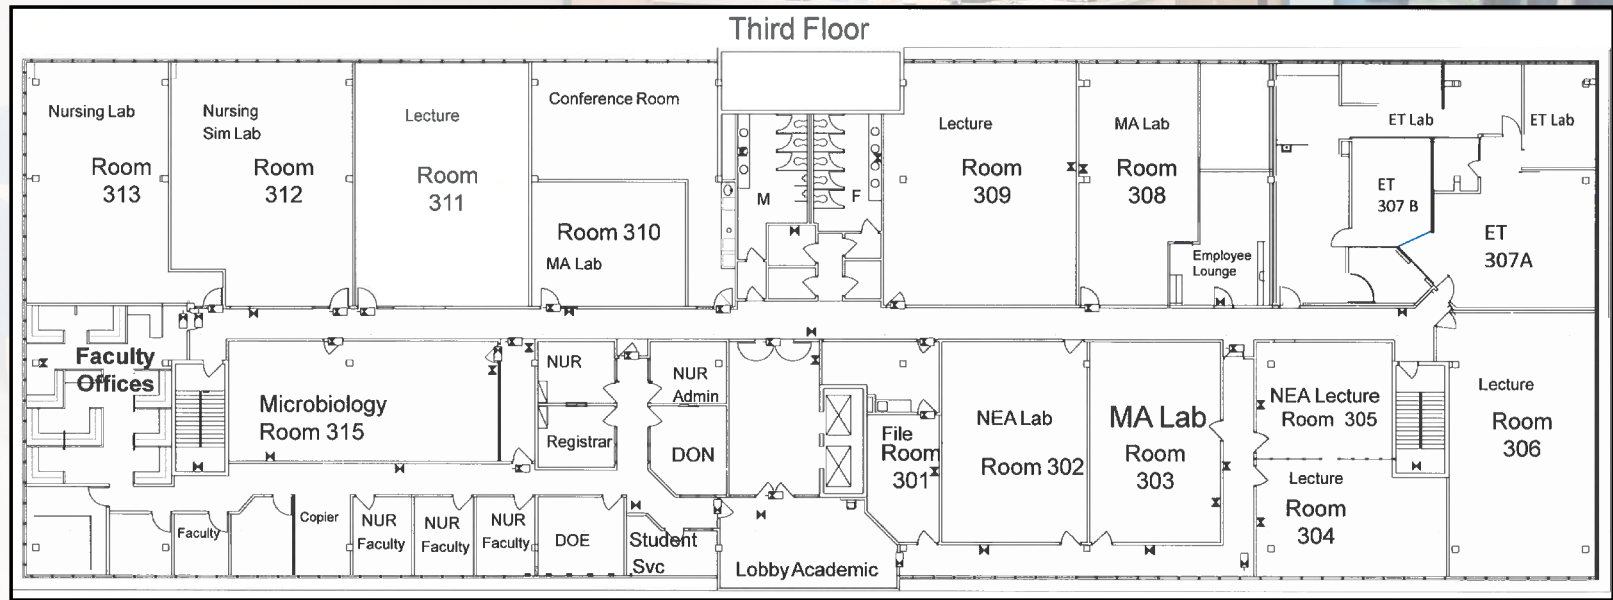 Third Floor
Nursing Lab
Room
313
Nursing
Sim Lab
Room
312
Lecture
Room
311
Conference Room
Room 310
MA Lab
M
F
Lecture
Room
309
MA Lab
Room
308
Employee
Lounge
ET Lab
ET Lab
ET
307 B
ET
307A
Faculty
Offices
Microbiology
Room 315
NUR
Registrar
NUR
Admin
DON
File
Room
301
NEA Lab
Room 302
MA Lab
Room
303
NEA Lecture
Room 305
Lecture
Room
304
Lecture
Room
306
Faculty
Copier
NUR
Faculty
NUR
Faculty
NUR
Faculty
DOE
Student
Svc
Lobby Academic